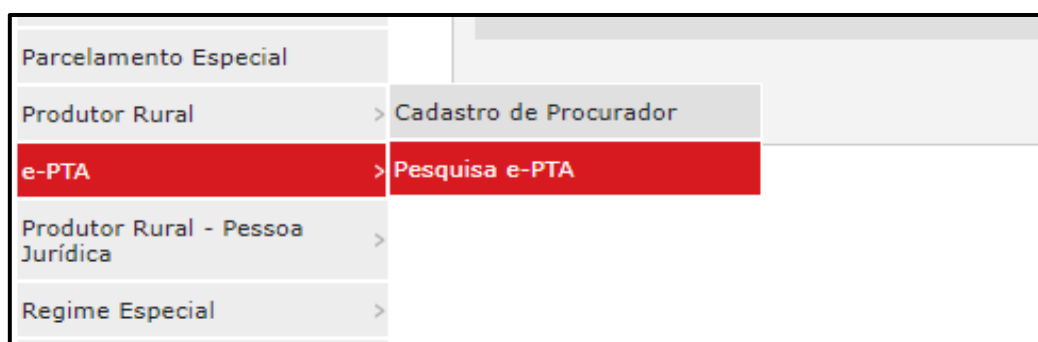 Parcelamento Especial
Produtor Rural > Cadastro de Procurador
e-PTA > Pesquisa e-PTA
Produtor Rural - Pessoa
Jurídica >
Regime Especial >